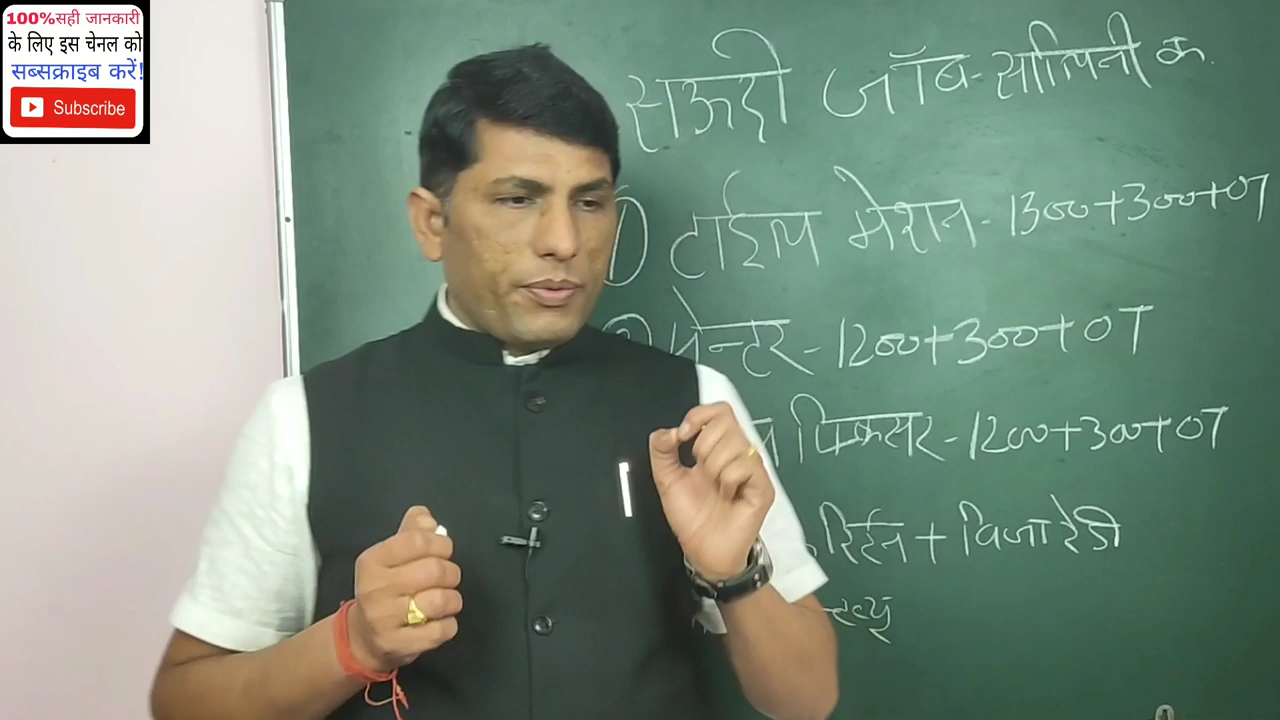 100%सही जानकारी
के लिए इस चेनल को
सब्सक्राइब करें!
Subscribe
सऊदी जॉब-सापिनी क.
1) टाईल्प मेशन-1300+300+OT
पेन्टर-1200+300+OT
फिक्सर-1200+300+OT
रिर्टन+विजा रेडी